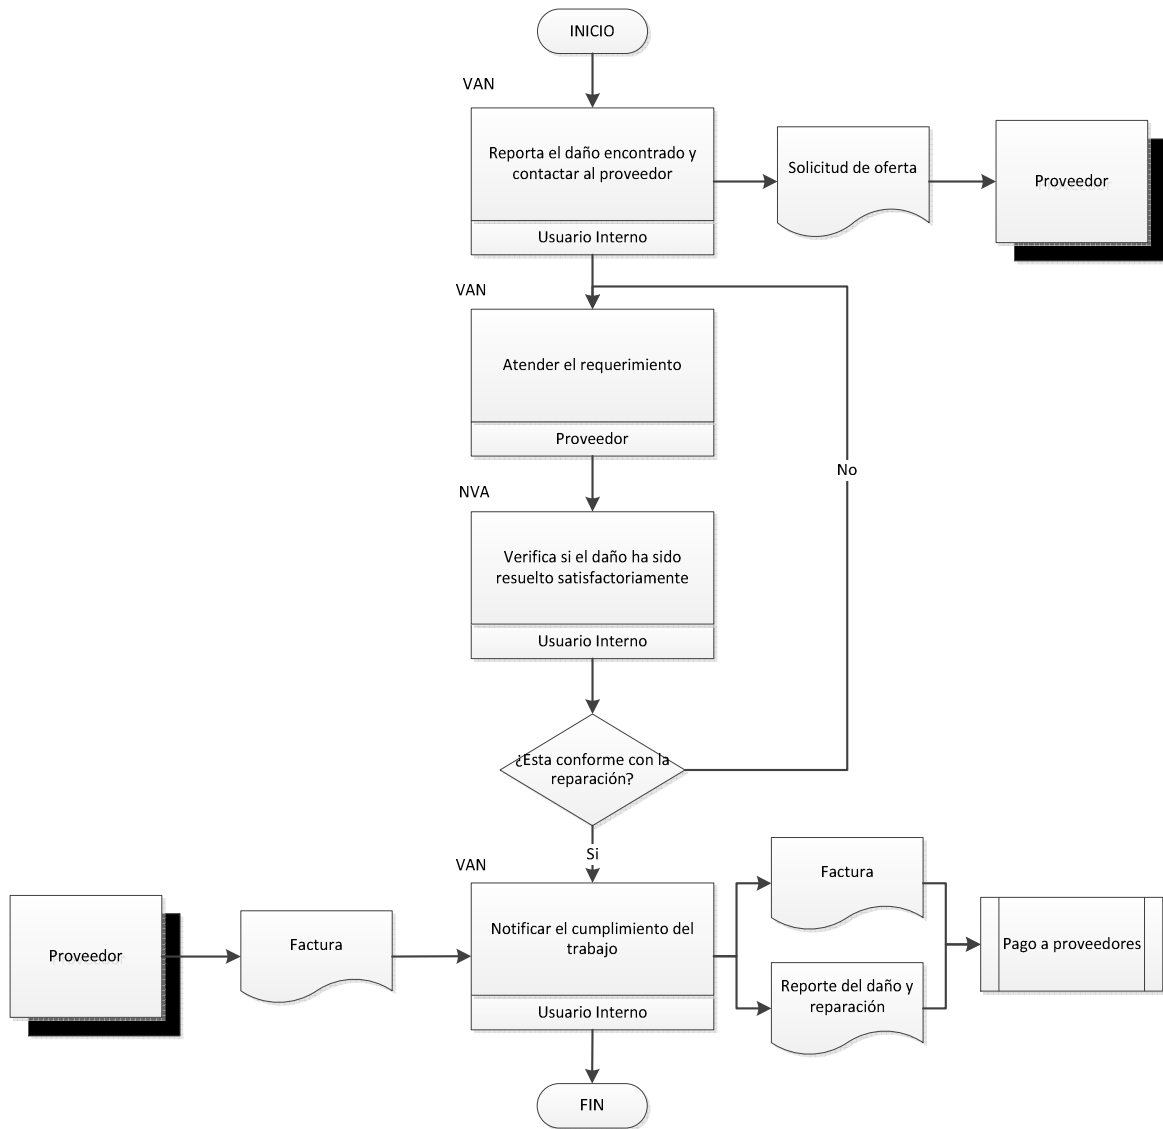 INICIO
VAN
Reporta el daño encontrado y
contactar al proveedor
Usuario Interno
Solicitud de oferta
Proveedor
VAN
Atender el requerimiento
Proveedor
No
NVA
Verifica si el daño ha sido
resuelto satisfactoriamente
Usuario Interno
¿Esta conforme con la
reparación?
Si
VAN
Proveedor
Factura
Notificar el cumplimiento del
trabajo
Usuario Interno
Factura
Reporte del daño y
reparación
Pago a proveedores
FIN